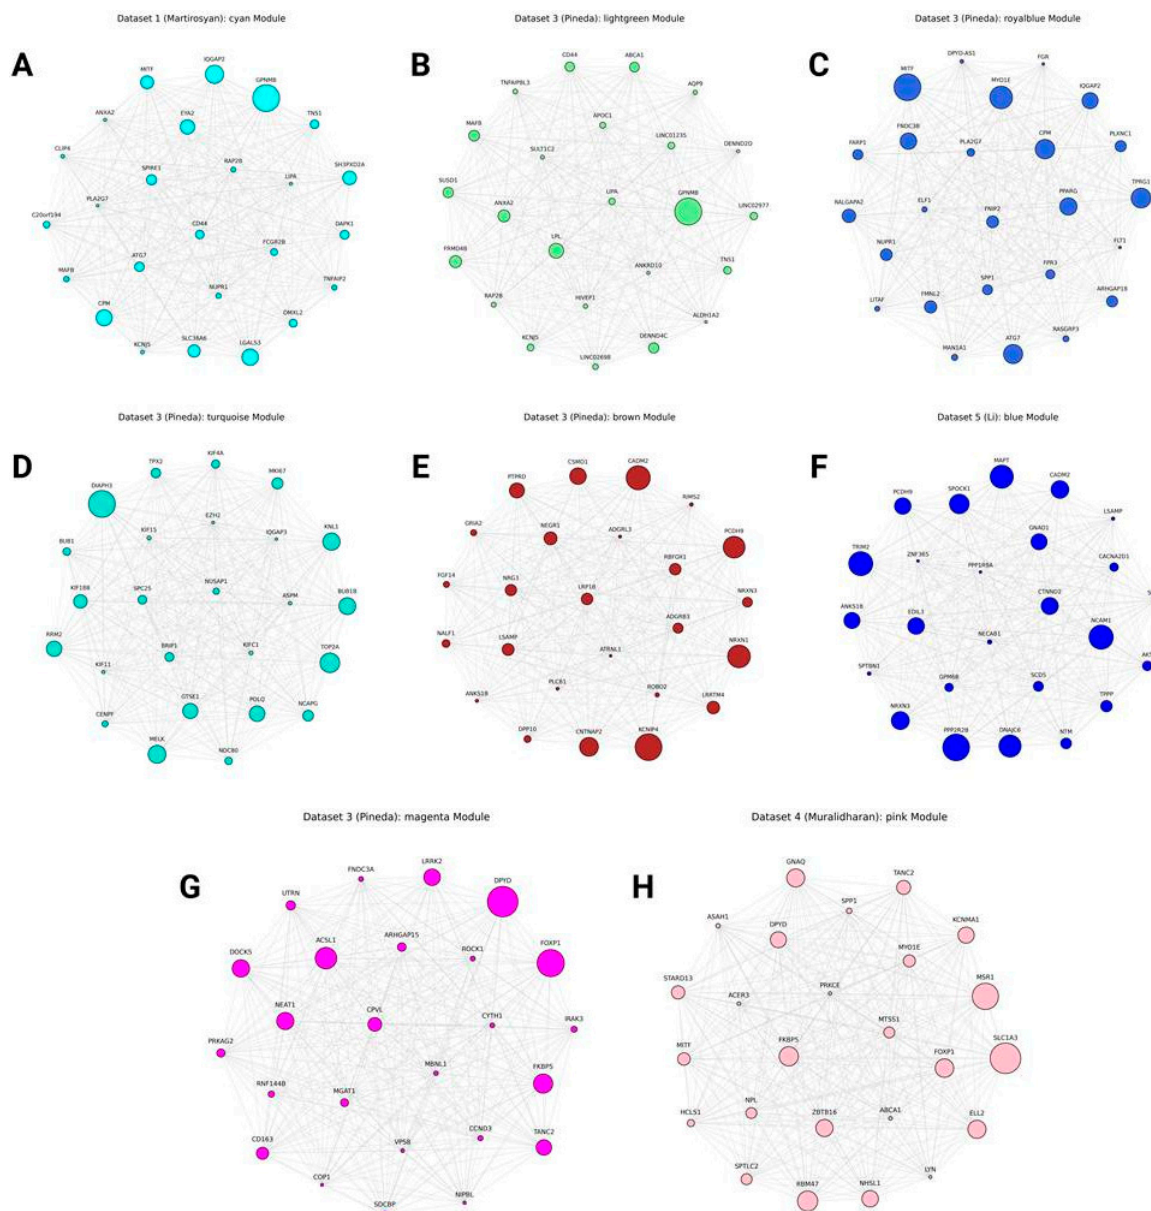 Dataset 1 (Martirosyan): cyan Module
Dataset 3 (Pineda): lightgreen Module
Dataset 3 (Pineda): royalblue Module
A
IQGAP2
MITF
GPNMB
ANXA2
EYA2
TNS1
CLIP4
RAP2B
SPIRE1
LIPA
SH3PXD2A
PLA2G7
C20orf194
CD44
DAPK1
FCGR2B
ATG7
MAFB
NUPR1
TNFAIP2
CPM
DMXL2
KCNJ5
SLC38A6
LGALS3
B
CD44
ABCA1
TNFAIP8L3
AQP9
APOC1
MAFB
LINC01235
SULT1C2
DENND2D
SUSD1
LIPA
GPNMB
ANXA2
LINC02977
LPL
FRMD4B
ANKRD10
TNS1
RAP2B
HIVEP1
ALDH1A2
KCNJ5
DENND4C
LINC02698
C
DPYD-AS1
FGR
MITF
MYO1E
IQGAP2
FNDC3B
PLXNC1
CPM
FARP1
PLA2G7
TPRG1
PPARG
RALGAPA2
ELF1
FNIP2
FLT1
NUPR1
FPR3
SPP1
ARHGAP18
LITAF
FMNL2
RASGRP3
MAN1A1
ATG7
Dataset 3 (Pineda): turquoise Module
Dataset 3 (Pineda): brown Module
Dataset 5 (Li): blue Module
D
KIF4A
TPX2
MKI67
DIAPH3
EZH2
KIF15
IQGAP3
KNL1
BUB1
NUSAP1
KIF18B
SPC25
ASPM
BUB1B
RRM2
BRIP1
KIFC1
TOP2A
KIF11
GTSE1
POLQ
NCAPG
CENPF
MELK
NDC80
E
CSMD1
CADM2
PTPRD
RIMS2
GRIA2
ADGRL3
NEGR1
PCDH9
RBFOX1
FGF14
NRG3
LRP1B
NRXN3
ADGRB3
NALF1
LSAMP
NRXN1
ATRNL1
PLCB1
ROBO2
ANKS1B
LRRTM4
DPP10
CNTNAP2
KCNIP4
F
MAPT
CADM2
SPOCK1
PCDH9
LSAMP
GNAO1
ZNF365
TRIM2
PPP1R9A
CACNA2D1
CTNND2
ANKS1B
EDIL3
NCAM1
NECAB1
SPTBN1
GPM6B
SCD5
TPPP
NRXN3
PPP2R2B
DNAJC6
NTM
Dataset 3 (Pineda): magenta Module
Dataset 4 (Muralidharan): pink Module
G
FNDC3A
LRRK2
DPYD
UTRN
ARHGAP15
ACSL1
ROCK1
DOCK5
FOXP1
NEAT1
CPVL
CYTH1
IRAK3
PRKAG2
MBNL1
FKBP5
RNF144B
MGAT1
CCND3
TANC2
CD163
VPS8
COP1
NIPBL
SDCBP
H
GNAQ
TANC2
SPP1
ASAH1
DPYD
KCNMA1
MYO1E
STARD13
PRKCE
MSR1
ACER3
MTSS1
SLC1A3
MITF
FKBP5
FOXP1
NPL
ABCA1
HCLS1
ZBTB16
ELL2
SPTLC2
LYN
RBM47
NHSL1